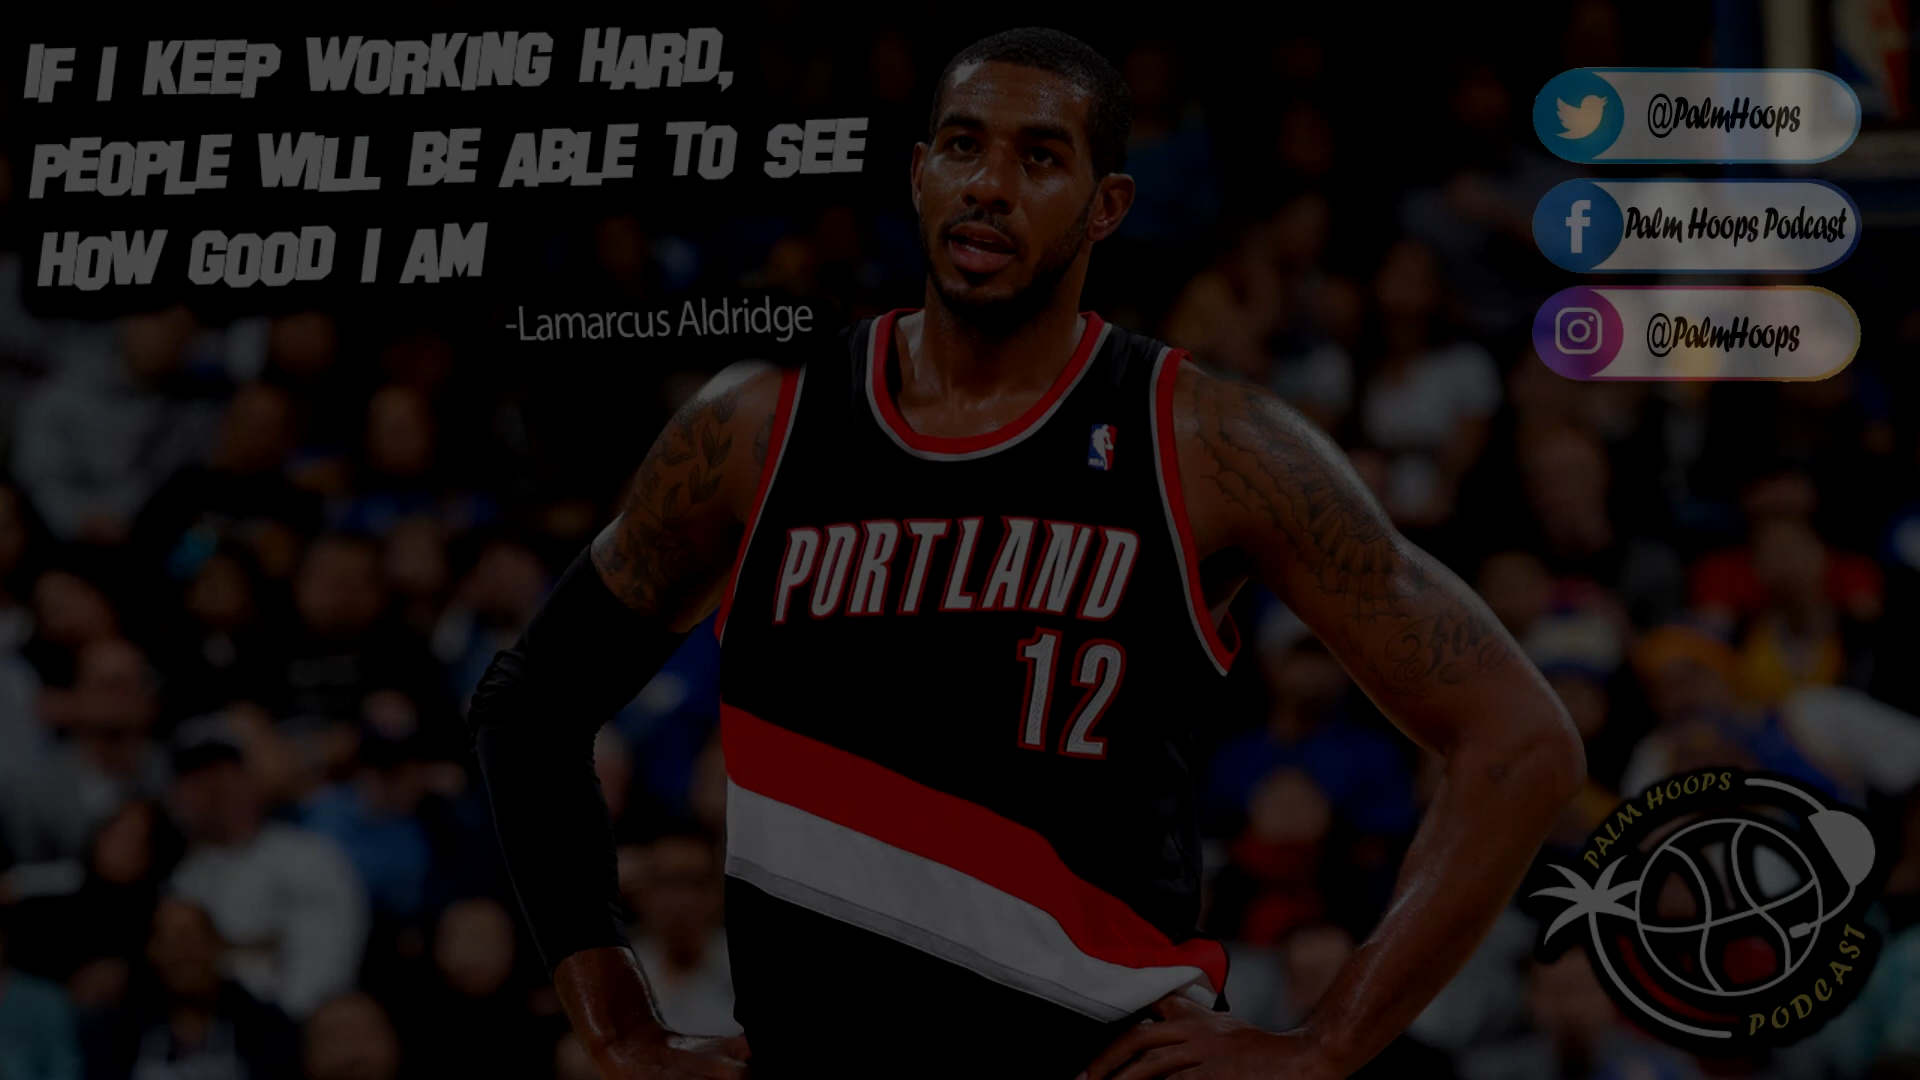 IF I KEEP WORKING HARD,
PEOPLE WILL BE ABLE TO SEE
HOW GOOD I AM
-Lamarcus Aldridge
@PalmHoops
Palm Hoops Podcast
@PalmHoops
PORTLAND
12
PALM HOOPS
PODCAST